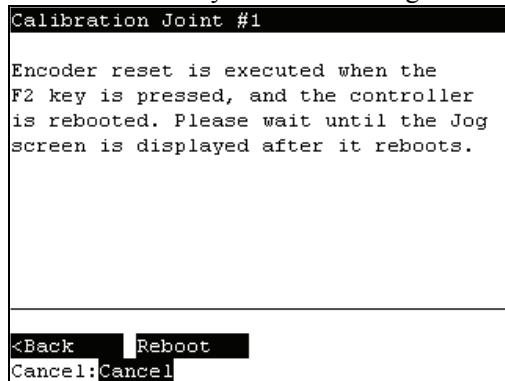 Calibration Joint #1
Encoder reset is executed when the
F2 key is pressed, and the controller
is rebooted. Please wait until the Jog
screen is displayed after it reboots.
<Back Reboot
Cancel:Cancel